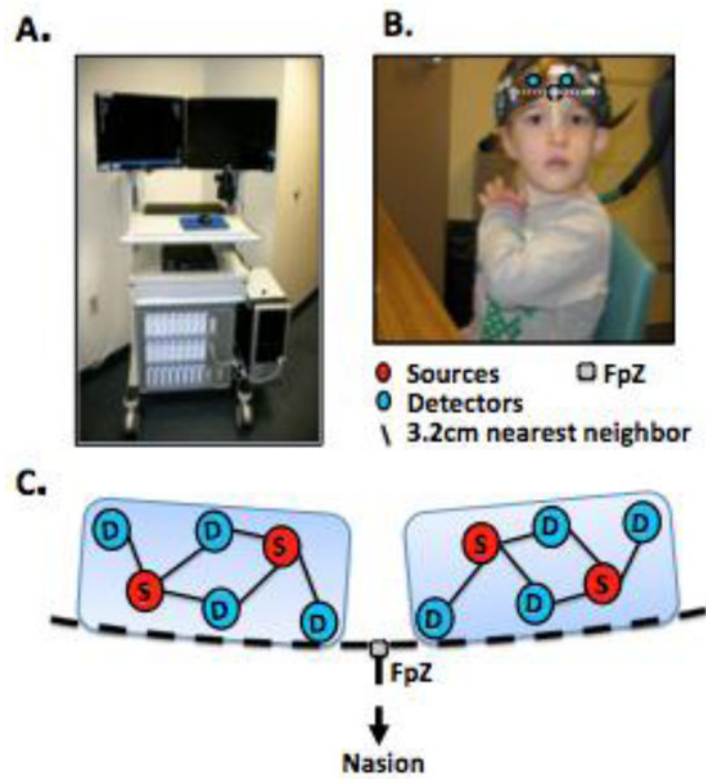 A.
B.
Sources
FpZ
Detectors
3.2cm nearest neighbor
C.
D
D
S
S
D
D
S
D
D
D
S
D
FpZ
Nasion